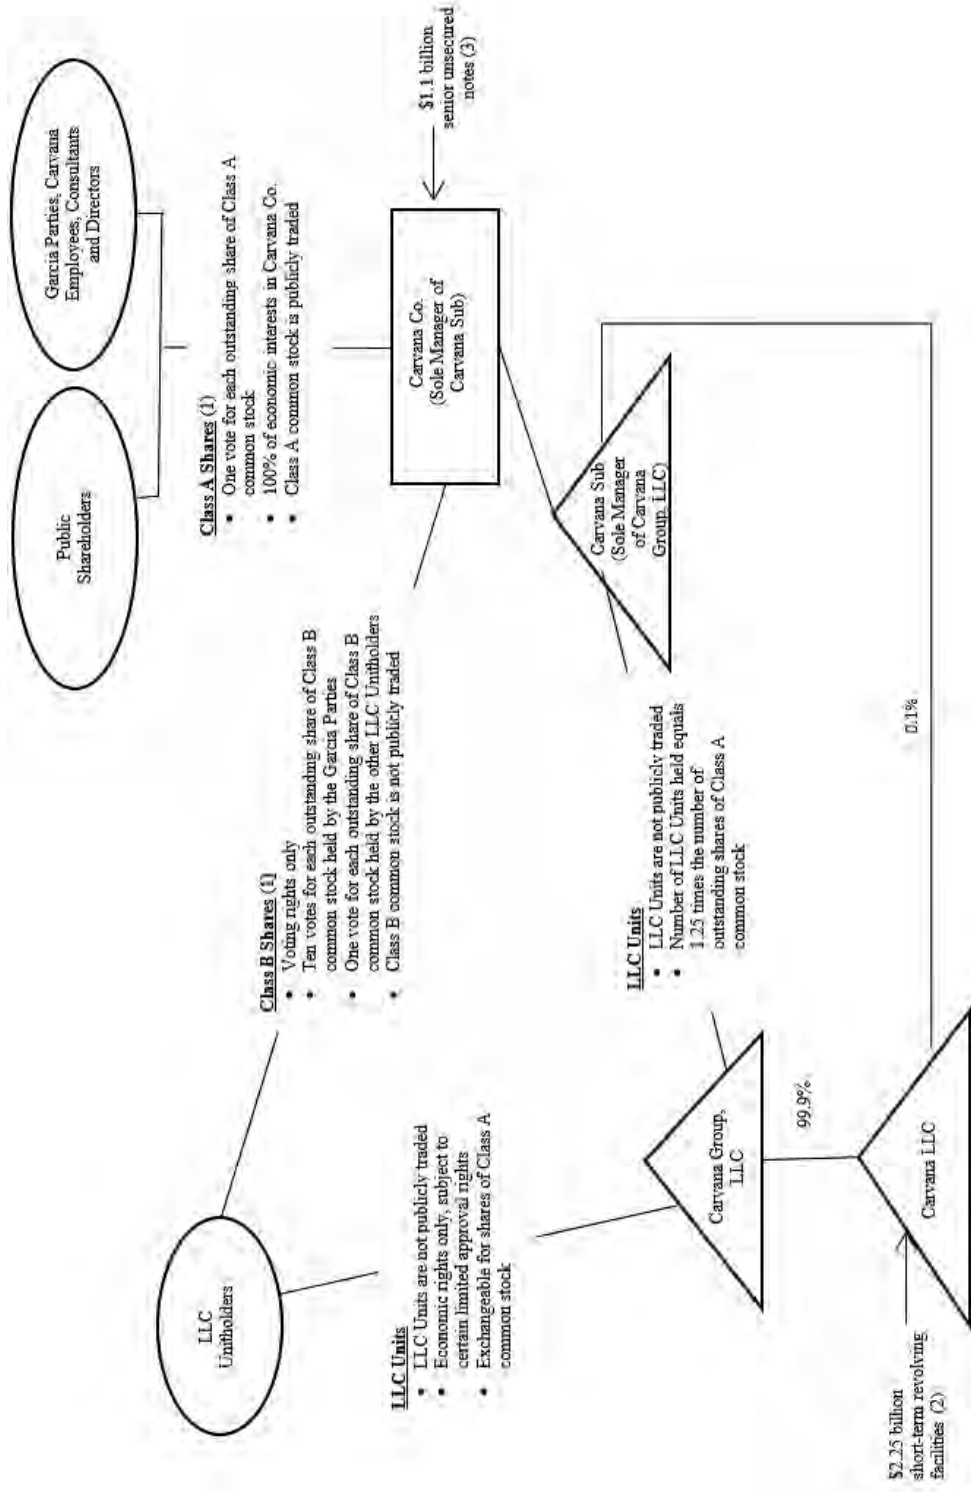 Public
Shareholders
Garcia Parties, Carvana
Employees, Consultants
and Directors
Class A Shares (1)
• One vote for each outstanding share of Class A
common stock
• 100% of economic interests in Carvana Co.
• Class A common stock is publicly traded
LLC
Unitholders
Class B Shares (1)
• Voting rights only
• Ten votes for each outstanding share of Class B
common stock held by the Garcia Parties
• One vote for each outstanding share of Class B
common stock held by the other LLC Unitholders
• Class B common stock is not publicly traded
Carvana Co.
(Sole Manager of
Carvana Sub)
$1.1 billion
senior unsecured
notes (3)
LLC Units
• LLC Units are not publicly traded
• Economic rights only, subject to
certain limited approval rights
• Exchangeable for shares of Class A
common stock
Carvana Sub
(Sole Manager
of Carvana
Group, LLC)
LLC Units
• LLC Units are not publicly traded
• Number of LLC Units held equals
1.25 times the number of
outstanding shares of Class A
common stock
Carvana Group,
LLC
99.9%
0.1%
Carvana LLC
$2.25 billion
short-term revolving
facilities (2)